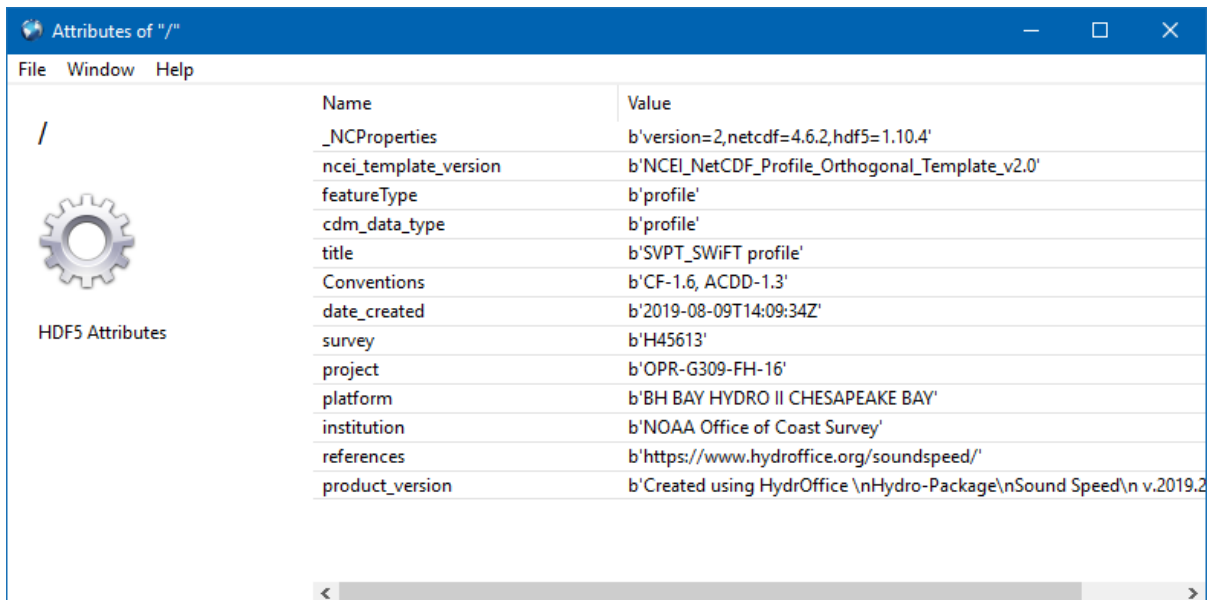 Attributes of "/"
File Window Help
/
HDF5 Attributes
Name Value
_NCProperties b'version=2,netcdf=4.6.2,hdf5=1.10.4'
ncei_template_version b'NCEI_NetCDF_Profile_Orthogonal_Template_v2.0'
featureType b'profile'
cdm_data_type b'profile'
title b'SVPT_SWiFT profile'
Conventions b'CF-1.6, ACDD-1.3'
date_created b'2019-08-09T14:09:34Z'
survey b'H45613'
project b'OPR-G309-FH-16'
platform b'BH BAY HYDRO II CHESAPEAKE BAY'
institution b'NOAA Office of Coast Survey'
references b'https://www.hydroffice.org/soundspeed/'
product_version b'Created using HydrOffice \nHydro-Package\nSound Speed\n v.2019.2